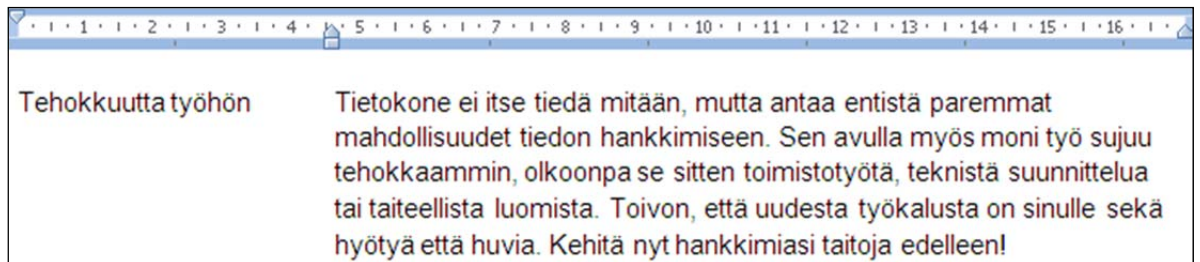 1 2 3 4 5 6 7 8 9 10 11 12 13 14 15 16
Tehokkuutta työhön Tietokone ei itse tiedä mitään, mutta antaa entistä paremmat
mahdollisuudet tiedon hankkimiseen. Sen avulla myös moni työ sujuu
tehokkaammin, olkoonpa se sitten toimistotyötä, teknistä suunnittelua
tai taiteellista luomista. Toivon, että uudesta työkalusta on sinulle sekä
hyötyä että huvia. Kehitä nyt hankkimiasi taitoja edelleen!